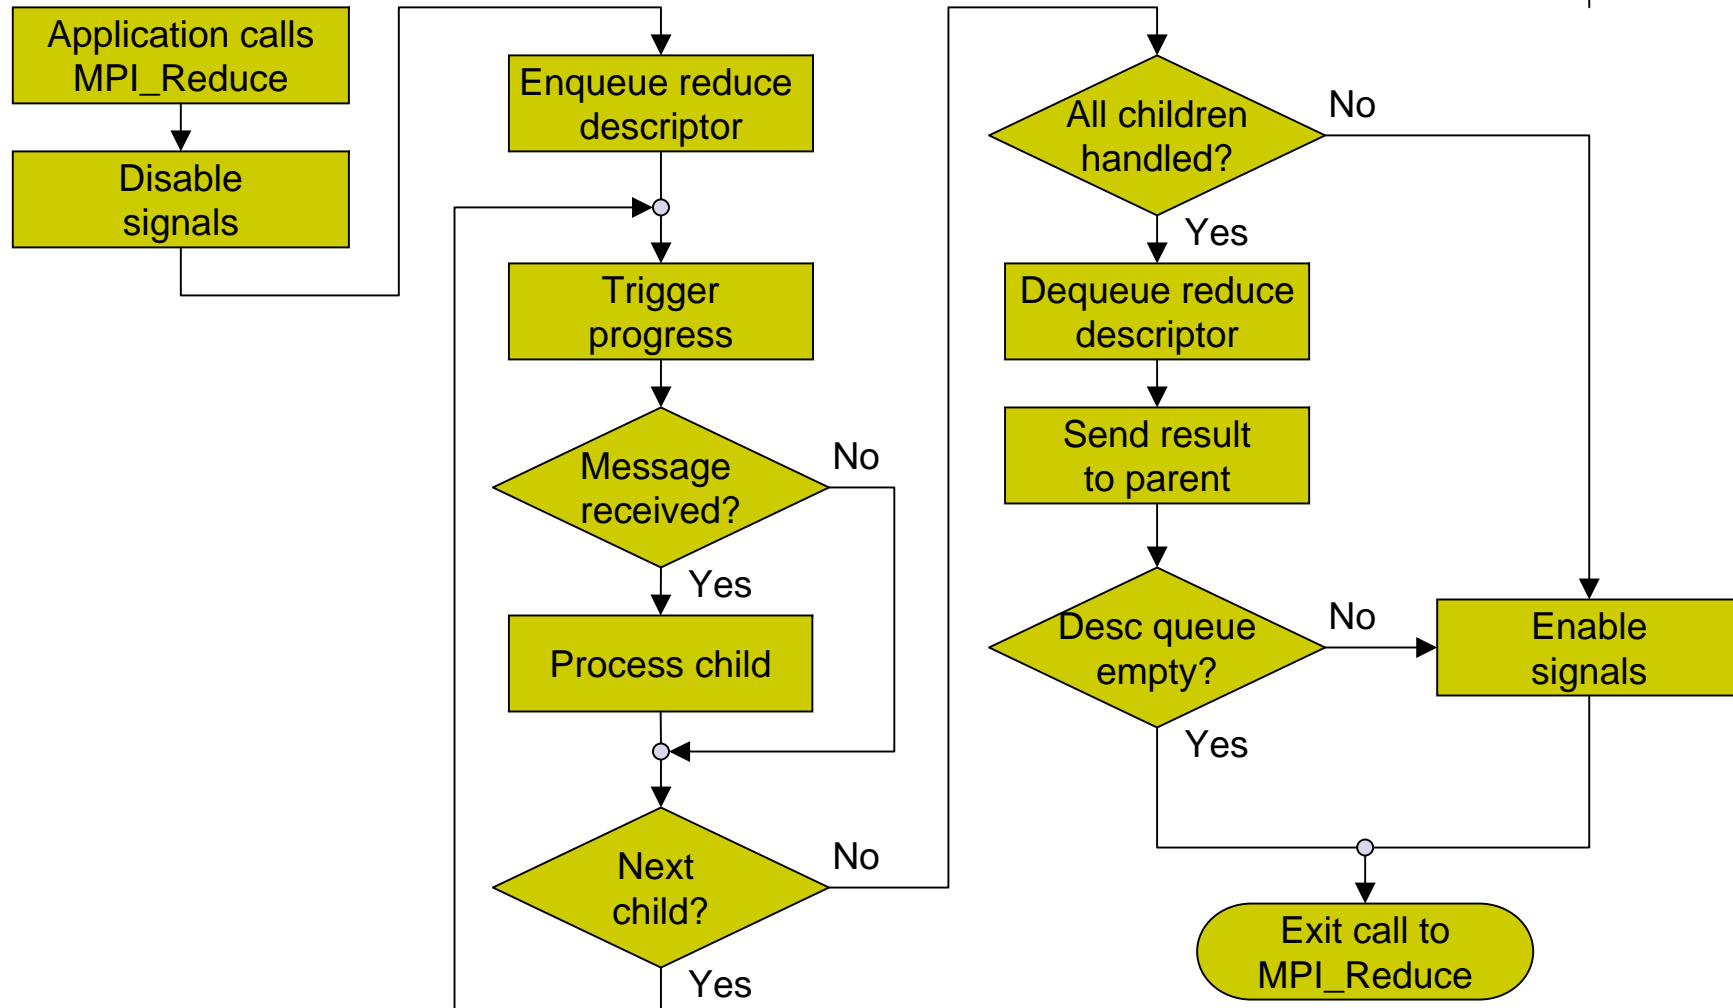 Application calls
MPI_Reduce
Disable
signals
Enqueue reduce
descriptor
Trigger
progress
Message
received?
No
Yes
Process child
Next
child?
No
Yes
All children
handled?
No
Yes
Dequeue reduce
descriptor
Send result
to parent
Desc queue
empty?
No
Yes
Enable
signals
Exit call to
MPI_Reduce